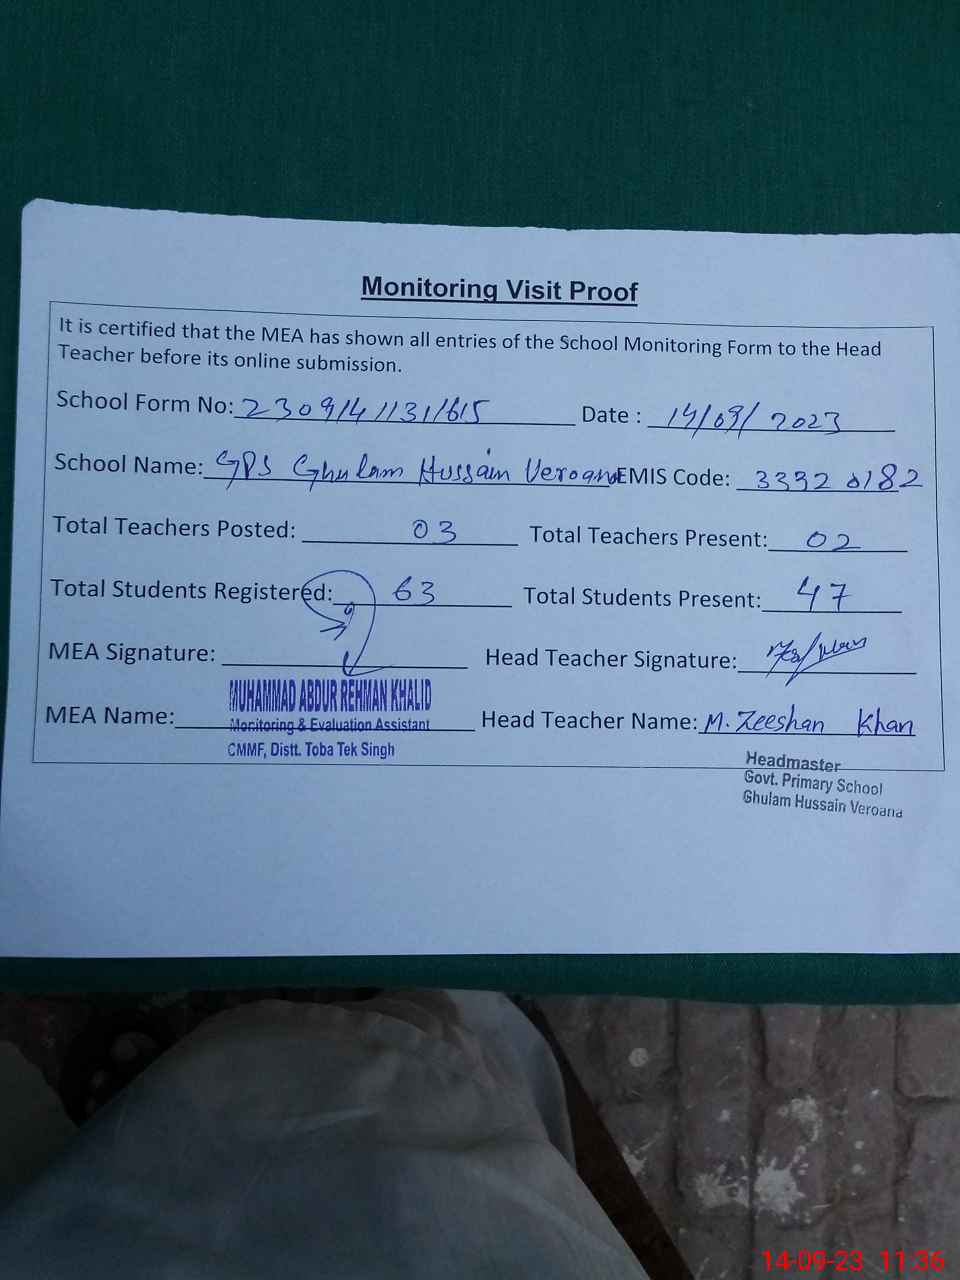 Monitoring Visit Proof
It is certified that the MEA has shown all entries of the School Monitoring Form to the Head
Teacher before its online submission.
School Form No: 2309141131615 Date : 14/09/2023
School Name: GPS Ghulam Hussain Veroana EMIS Code: 33920182
Total Teachers Posted: 03 Total Teachers Present: 02
Total Students Registered: 63 Total Students Present: 47
MEA Signature: Head Teacher Signature:
MUHAMMAD ABDUR REHMAN KHALID
MEA Name: Monitoring & Evaluation Assistant Head Teacher Name: M. Zeeshan Khan
CMMF, Distt. Toba Tek Singh
Headmaster
Govt. Primary School
Ghulam Hussain Veroana
14-09-23 11:36